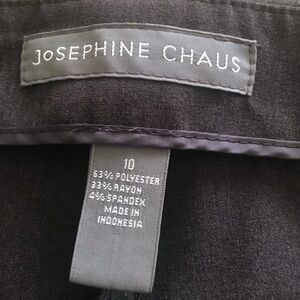 JOSEPHINE CHAUS
10
63% POLYESTER
33% RAYON
4% SPANDEX
MADE IN
INDONESIA